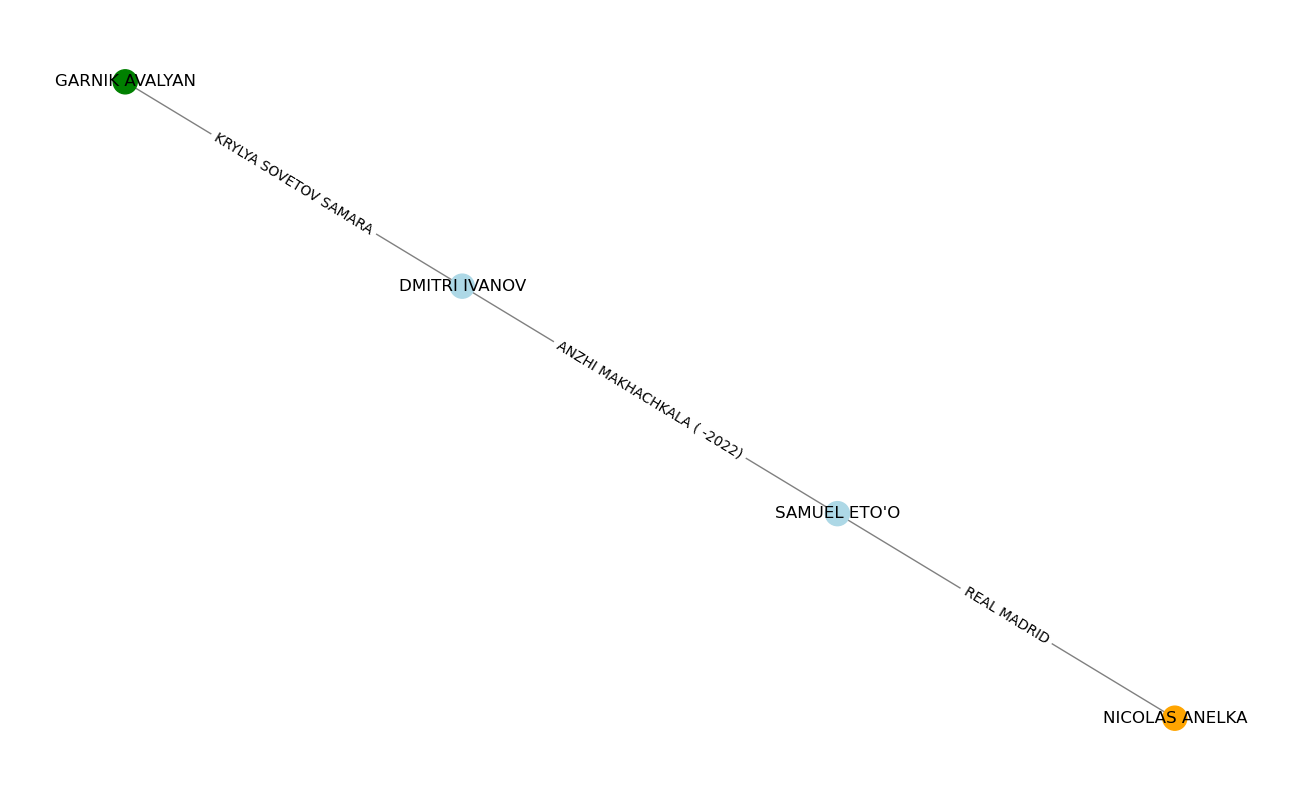 GARNIK AVALYAN
KRYLYA SOVETOV SAMARA
DMITRI IVANOV
ANZHI MAKHACHKALA ( -2022)
SAMUEL ETO'O
REAL MADRID
NICOLAS ANELKA